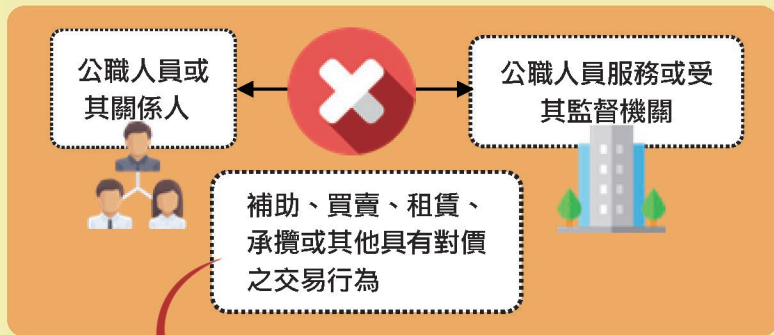 公職人員或
其關係人
公職人員服務或受
其監督機關
補助、買賣、租賃、
承攬或其他具有對價
之交易行為